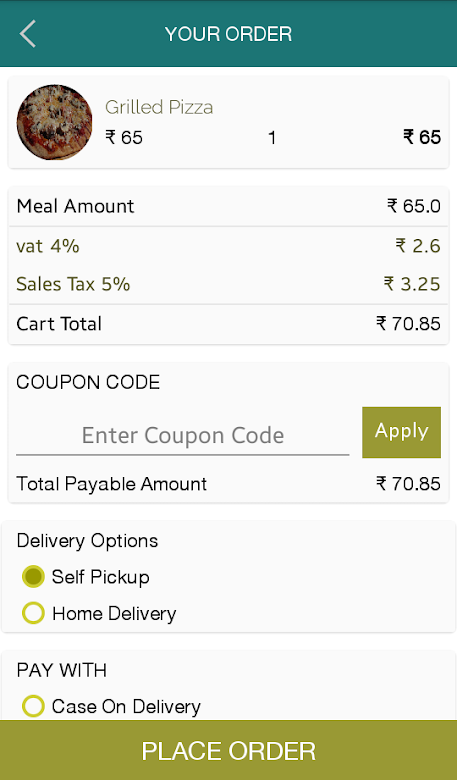 YOUR ORDER
Grilled Pizza
₹ 65 1 ₹ 65
Meal Amount ₹ 65.0
vat 4% ₹ 2.6
Sales Tax 5% ₹ 3.25
Cart Total ₹ 70.85
COUPON CODE
Enter Coupon Code Apply
Total Payable Amount ₹ 70.85
Delivery Options
Self Pickup
Home Delivery
PAY WITH
Case On Delivery
PLACE ORDER